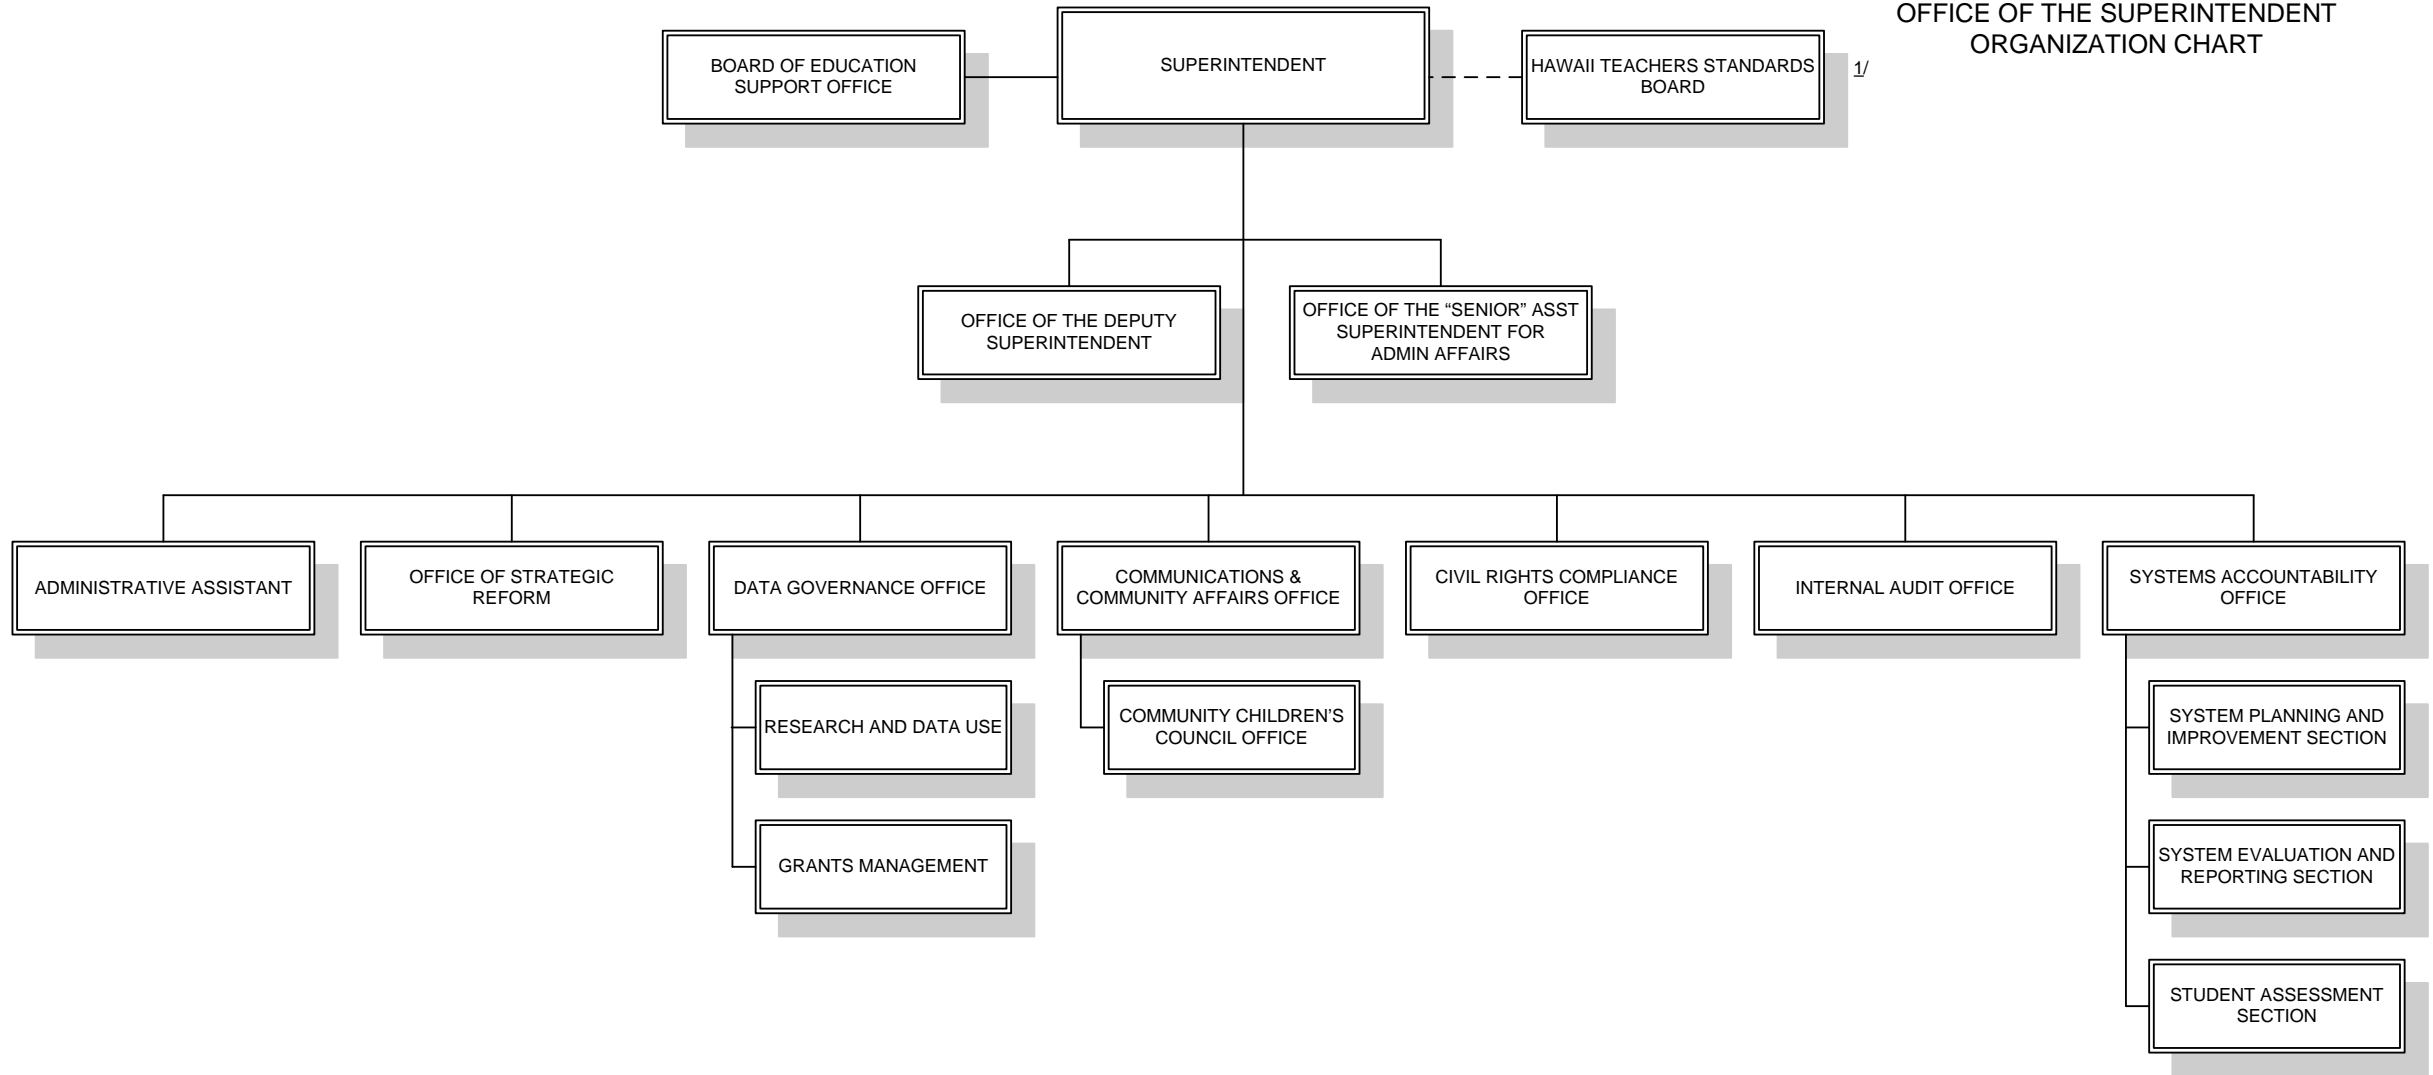 OFFICE OF THE SUPERINTENDENT
ORGANIZATION CHART
BOARD OF EDUCATION
SUPPORT OFFICE
SUPERINTENDENT
HAWAII TEACHERS STANDARDS
BOARD
1/
OFFICE OF THE DEPUTY
SUPERINTENDENT
OFFICE OF THE “SENIOR” ASST
SUPERINTENDENT FOR
ADMIN AFFAIRS
ADMINISTRATIVE ASSISTANT
OFFICE OF STRATEGIC
REFORM
DATA GOVERNANCE OFFICE
COMMUNICATIONS &
COMMUNITY AFFAIRS OFFICE
CIVIL RIGHTS COMPLIANCE
OFFICE
INTERNAL AUDIT OFFICE
SYSTEMS ACCOUNTABILITY
OFFICE
RESEARCH AND DATA USE
COMMUNITY CHILDREN’S
COUNCIL OFFICE
SYSTEM PLANNING AND
IMPROVEMENT SECTION
GRANTS MANAGEMENT
SYSTEM EVALUATION AND
REPORTING SECTION
STUDENT ASSESSMENT
SECTION